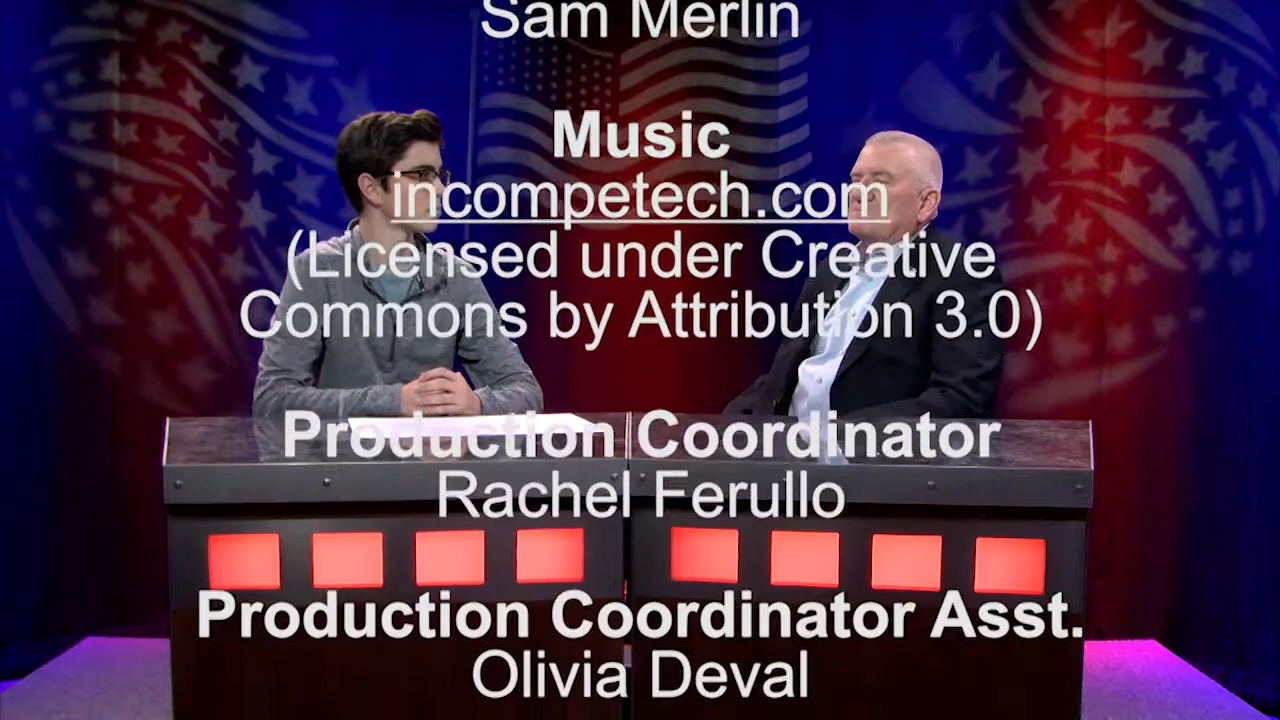 Sam Merlin
Music
incompetech.com
(Licensed under Creative
Commons by Attribution 3.0)
Production Coordinator
Rachel Ferullo
Production Coordinator Asst.
Olivia Deval